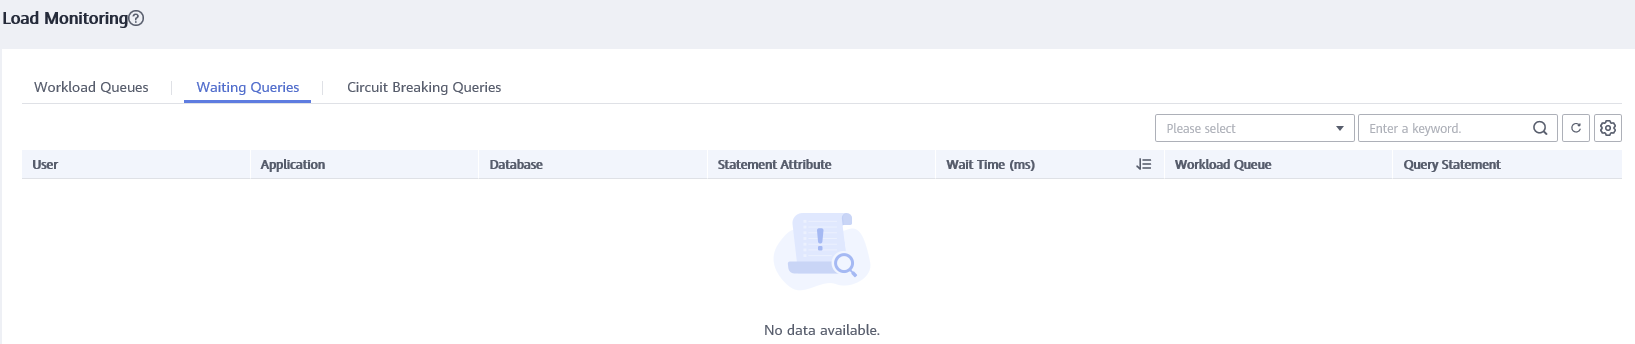 Load Monitoring
Workload Queues Waiting Queries Circuit Breaking Queries
Please select Enter a keyword.
User Application Database Statement Attribute Wait Time (ms) Workload Queue Query Statement
No data available.